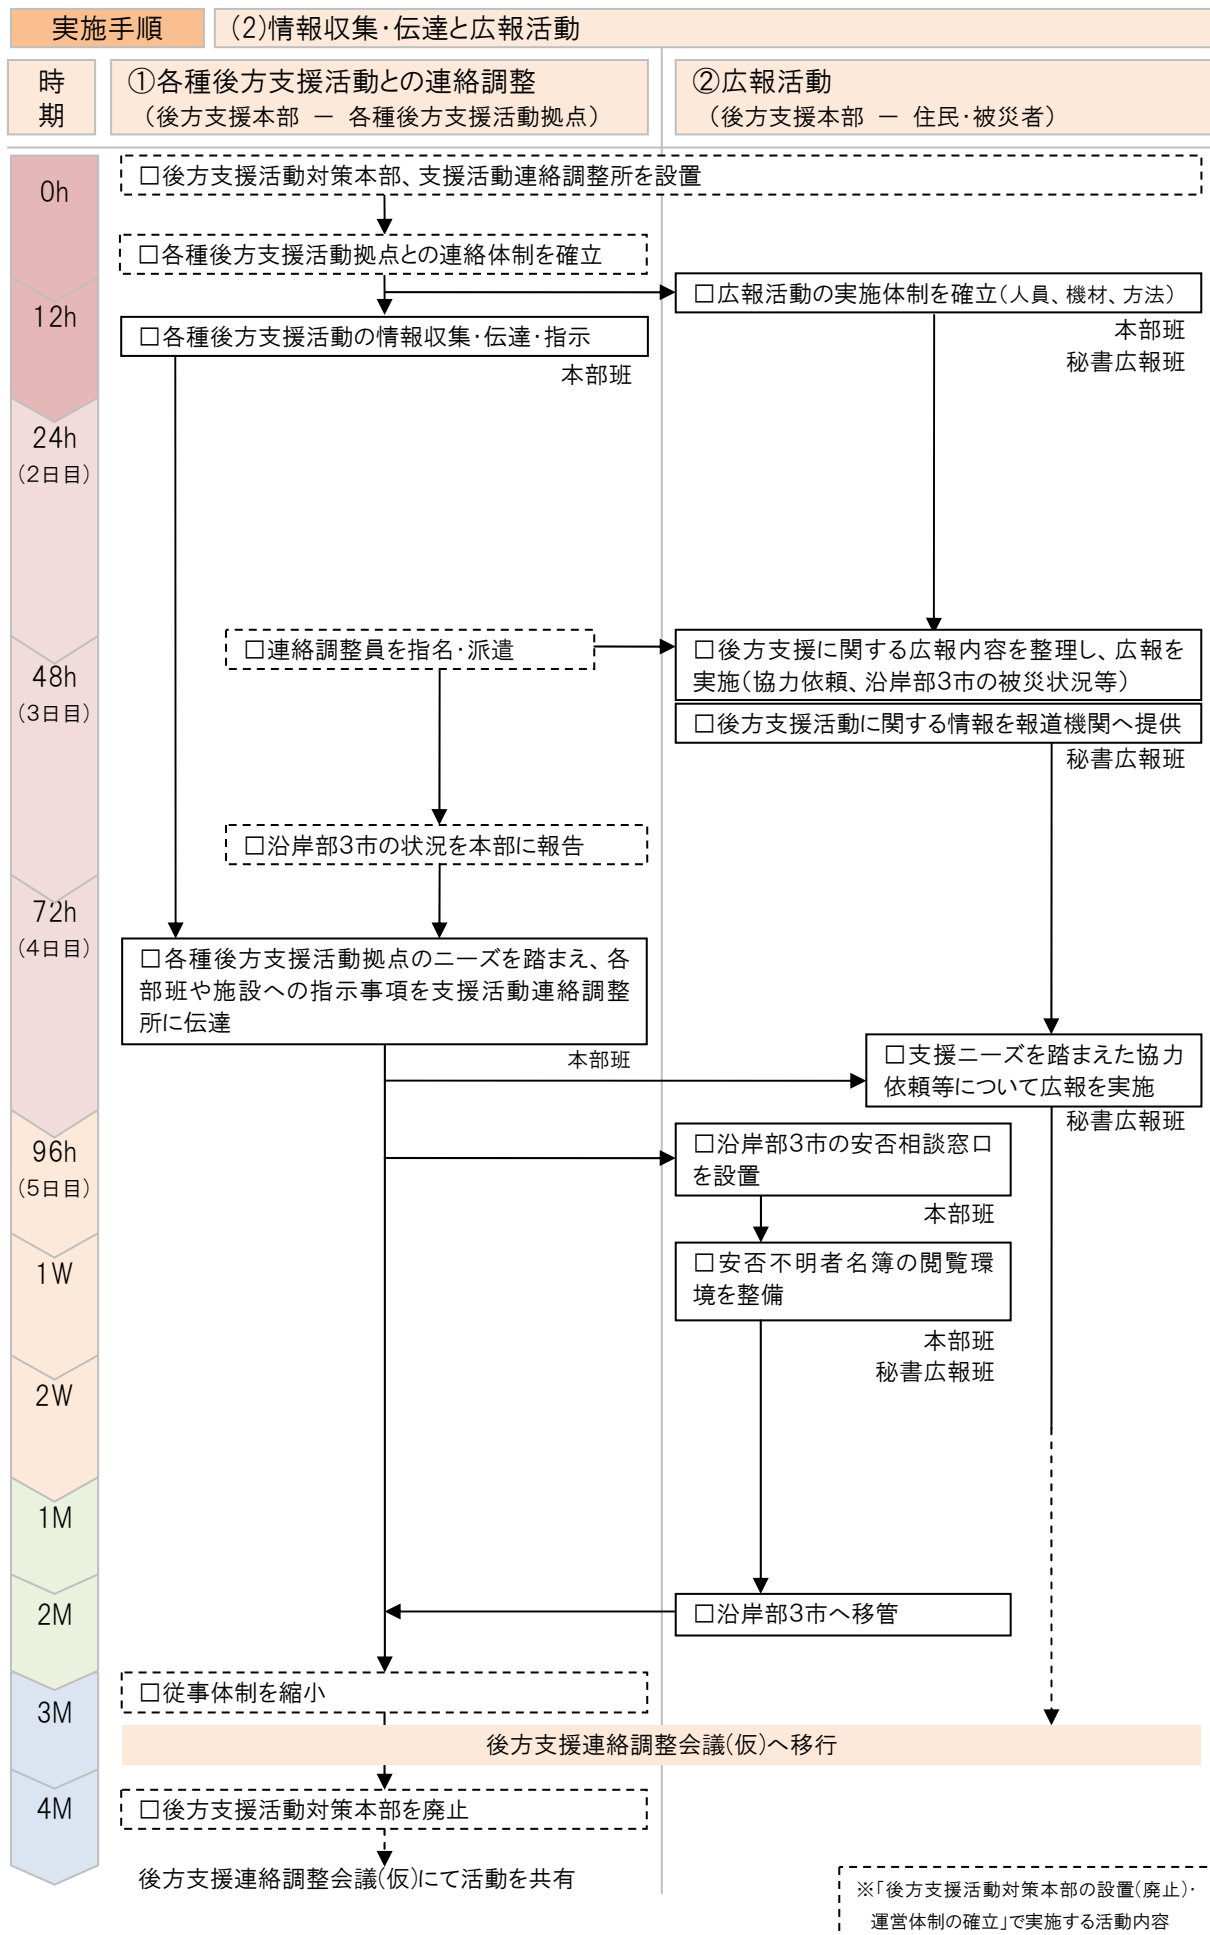 実施手順
(2)情報収集・伝達と広報活動
時
期
①各種後方支援活動との連絡調整
（後方支援本部 － 各種後方支援活動拠点）
②広報活動
（後方支援本部 － 住民・被災者）
0h
□後方支援活動対策本部、支援活動連絡調整所を設置
□各種後方支援活動拠点との連絡体制を確立
□広報活動の実施体制を確立（人員、機材、方法）
12h
□各種後方支援活動の情報収集・伝達・指示
本部班
秘書広報班
本部班
24h
（2日目）
□連絡調整員を指名・派遣
□後方支援に関する広報内容を整理し、広報を
実施（協力依頼、沿岸部3市の被災状況等）
48h
（3日目）
□後方支援活動に関する情報を報道機関へ提供
秘書広報班
□沿岸部3市の状況を本部に報告
72h
（4日目）
□各種後方支援活動拠点のニーズを踏まえ、各
部班や施設への指示事項を支援活動連絡調整
所に伝達
本部班
□支援ニーズを踏まえた協力
依頼等について広報を実施
秘書広報班
96h
（5日目）
□沿岸部3市の安否相談窓口
を設置
本部班
1W
□安否不明者名簿の閲覧環
境を整備
本部班
秘書広報班
2W
1M
2M
□沿岸部3市へ移管
□従事体制を縮小
3M
後方支援連絡調整会議(仮)へ移行
4M
□後方支援活動対策本部を廃止
後方支援連絡調整会議(仮)にて活動を共有
※「後方支援活動対策本部の設置(廃止)・
運営体制の確立」で実施する活動内容